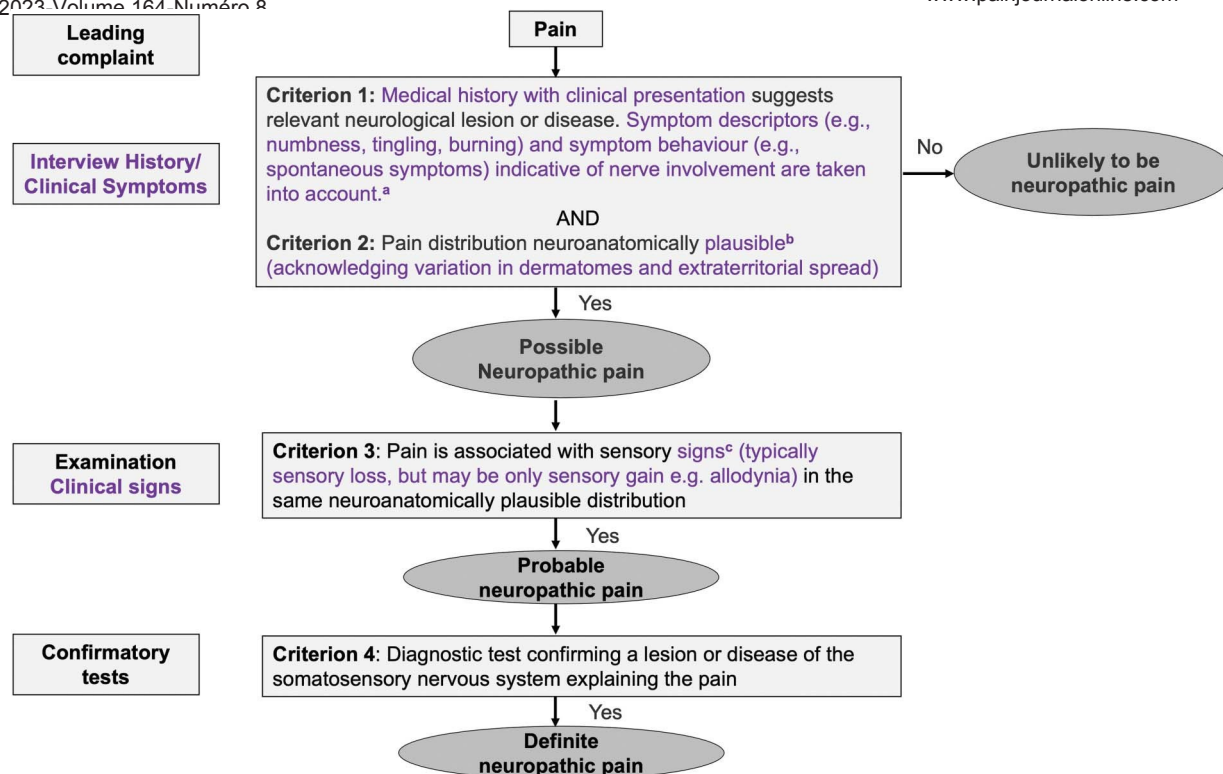 2023-Volume 164-Numéro 8
www.painjournalonline.com
Leading
complaint
Pain
Criterion 1: Medical history with clinical presentation suggests
relevant neurological lesion or disease. Symptom descriptors (e.g.,
numbness, tingling, burning) and symptom behaviour (e.g.,
spontaneous symptoms) indicative of nerve involvement are taken
into account.ᵃ
AND
Criterion 2: Pain distribution neuroanatomically plausibleᵇ
(acknowledging variation in dermatomes and extraterritorial spread)
Interview History/
Clinical Symptoms
No
Unlikely to be
neuropathic pain
Yes
Possible
Neuropathic pain
Examination
Clinical signs
Criterion 3: Pain is associated with sensory signsᶜ (typically
sensory loss, but may be only sensory gain e.g. allodynia) in the
same neuroanatomically plausible distribution
Yes
Probable
neuropathic pain
Confirmatory
tests
Criterion 4: Diagnostic test confirming a lesion or disease of the
somatosensory nervous system explaining the pain
Yes
Definite
neuropathic pain